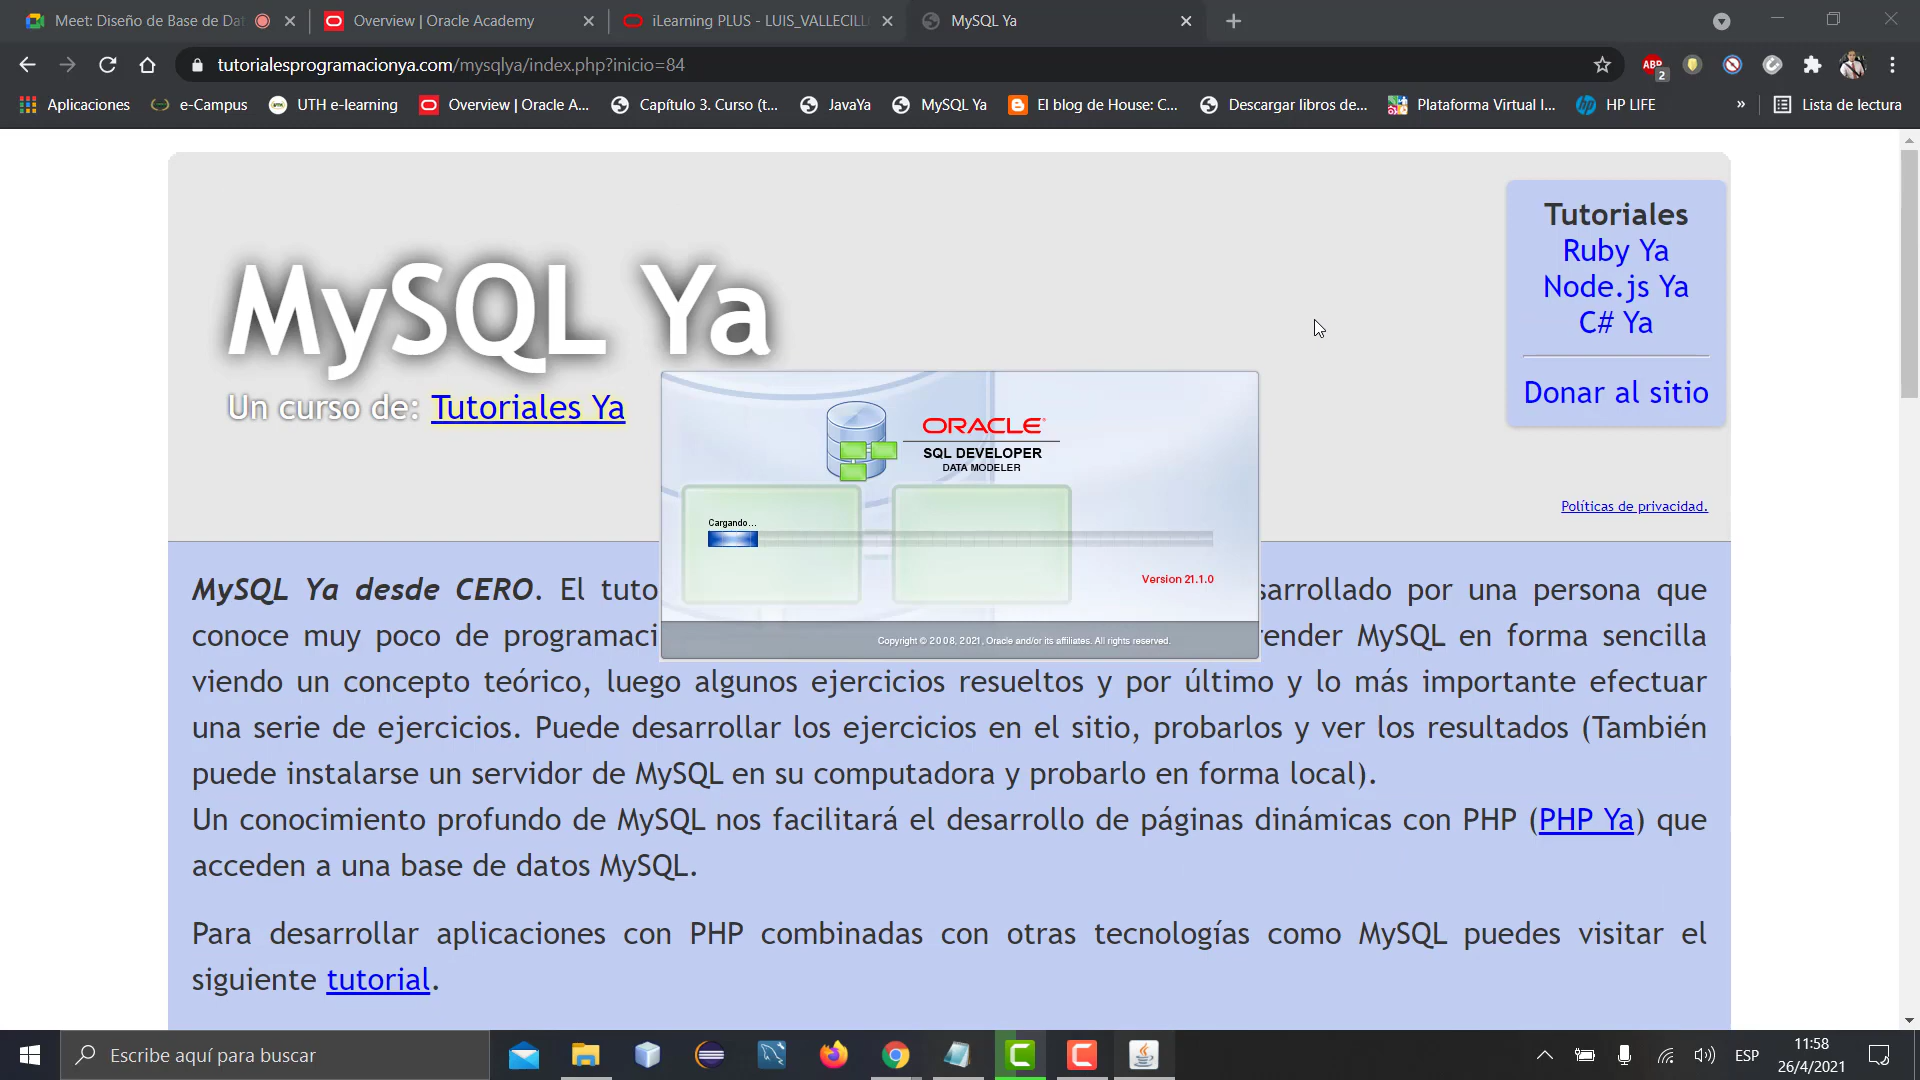 Meet: Diseño de Base de Dat
Overview | Oracle Academy
iLearning PLUS - LUIS_VALLECILL
MySQL Ya
tutorialesprogramacionya.com/mysqlya/index.php?inicio=84
ABP
2
Aplicaciones
e-Campus
UTH e-learning
Overview | Oracle A...
Capítulo 3. Curso (t...
JavaYa
MySQL Ya
El blog de House: C...
Descargar libros de...
Plataforma Virtual I...
HP LIFE
»
Lista de lectura
MySQL Ya
Un curso de: Tutoriales Ya
Tutoriales
Ruby Ya
Node.js Ya
C# Ya
Donar al sitio
Políticas de privacidad.
ORACLE
SQL DEVELOPER
DATA MODELER
Cargando...
Version 21.1.0
Copyright © 2008, 2021, Oracle and/or its affiliates. All rights reserved.
MySQL Ya desde CERO. El tuto sarrollado por una persona que
conoce muy poco de programaci render MySQL en forma sencilla
viendo un concepto teórico, luego algunos ejercicios resueltos y por último y lo más importante efectuar
una serie de ejercicios. Puede desarrollar los ejercicios en el sitio, probarlos y ver los resultados (También
puede instalarse un servidor de MySQL en su computadora y probarlo en forma local).
Un conocimiento profundo de MySQL nos facilitará el desarrollo de páginas dinámicas con PHP (PHP Ya) que
acceden a una base de datos MySQL.
Para desarrollar aplicaciones con PHP combinadas con otras tecnologías como MySQL puedes visitar el
siguiente tutorial.
Escribe aquí para buscar
ESP
11:58
26/4/2021